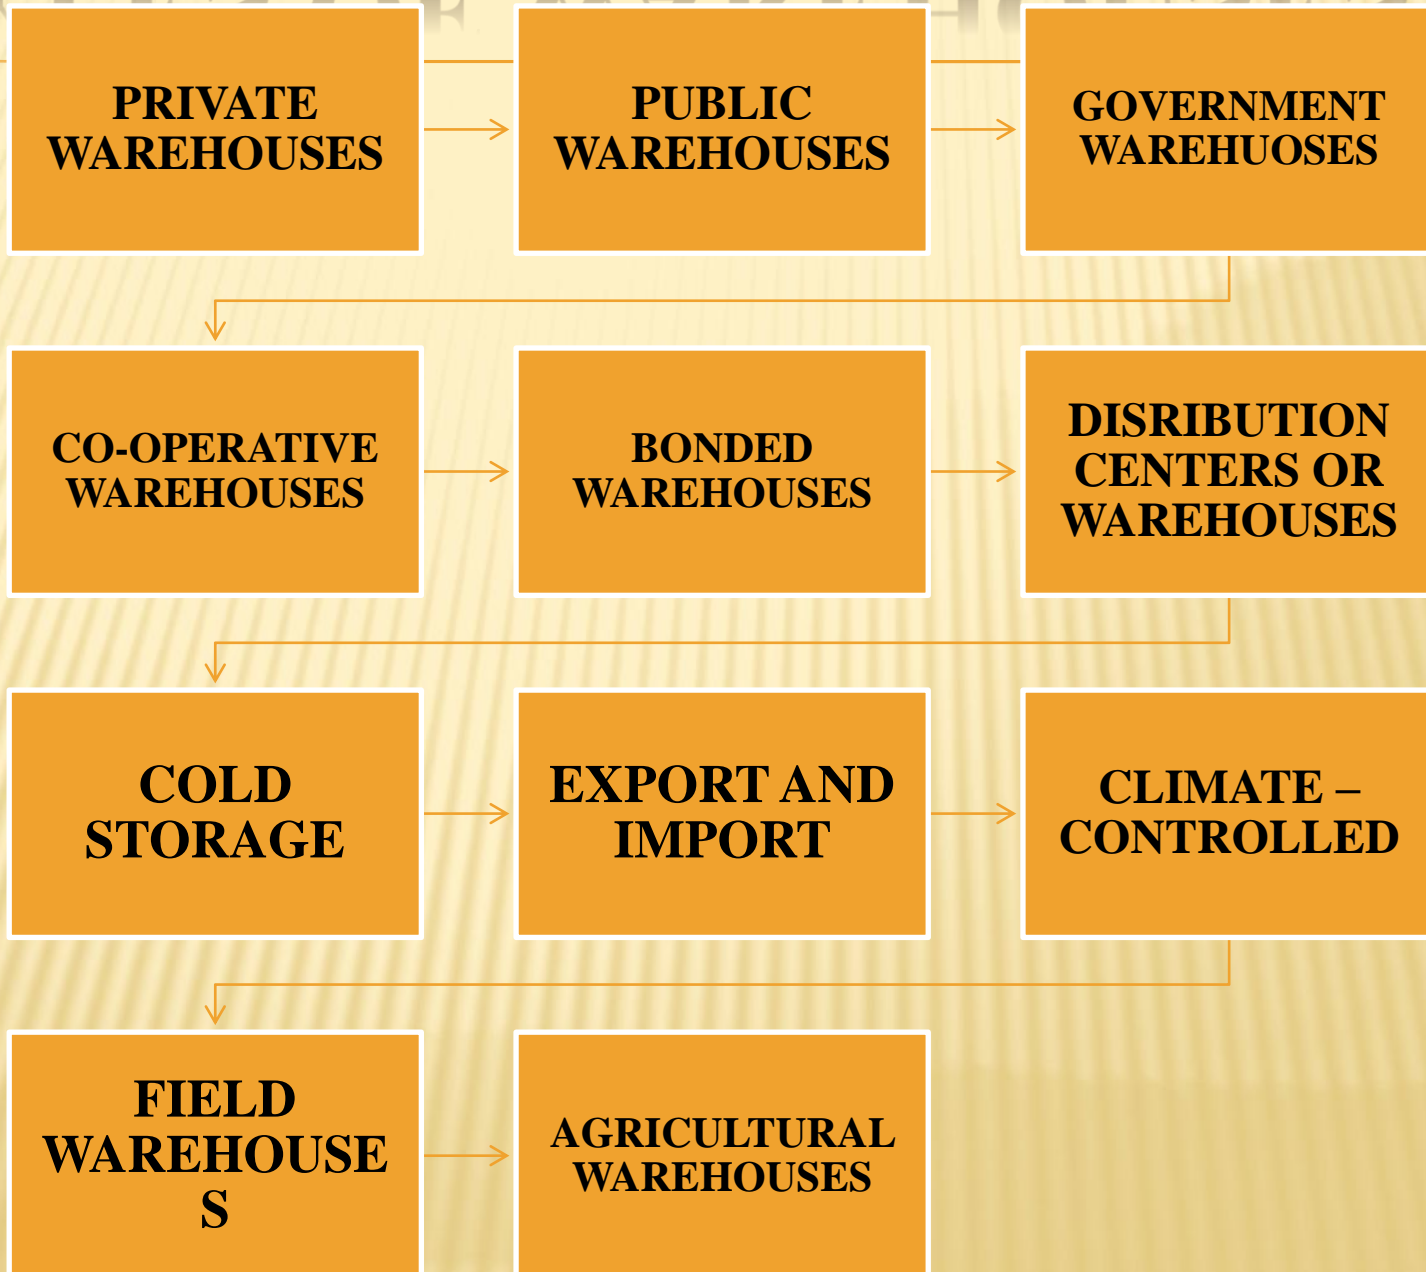 PRIVATE
WAREHOUSES
PUBLIC
WAREHOUSES
GOVERNMENT
WAREHUOSES
CO-OPERATIVE
WAREHOUSES
BONDED
WAREHOUSES
DISRIBUTION
CENTERS OR
WAREHOUSES
COLD
STORAGE
EXPORT AND
IMPORT
CLIMATE –
CONTROLLED
FIELD
WAREHOUSE
S
AGRICULTURAL
WAREHOUSES